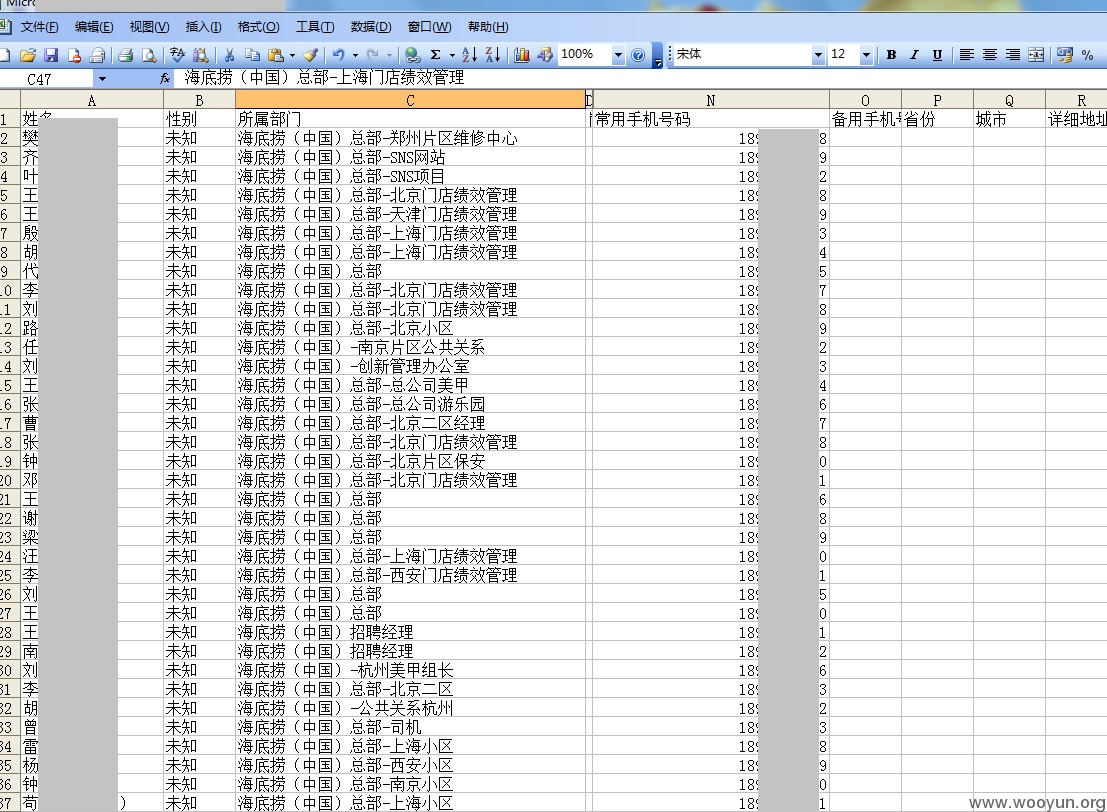 Micr
文件(F) 编辑(E) 视图(V) 插入(I) 格式(O) 工具(T) 数据(D) 窗口(W) 帮助(H)
100% 宋体 12 B I U %
C47 fx 海底捞（中国）总部-上海门店绩效管理
A B C D N O P Q R
1 姓名 性别 所属部门 常用手机号码 备用手机号 省份 城市 详细地址
2 樊 未知 海底捞（中国）总部-郑州片区维修中心 189 8
3 齐 未知 海底捞（中国）总部-SNS网站 189 9
4 叶 未知 海底捞（中国）总部-SNS项目 189 2
5 王 未知 海底捞（中国）总部-北京门店绩效管理 189 8
6 王 未知 海底捞（中国）总部-天津门店绩效管理 189 9
7 殷 未知 海底捞（中国）总部-上海门店绩效管理 189 3
8 胡 未知 海底捞（中国）总部-上海门店绩效管理 189 4
9 代 未知 海底捞（中国）总部 189 5
10 李 未知 海底捞（中国）总部-北京门店绩效管理 189 7
11 刘 未知 海底捞（中国）总部-北京门店绩效管理 189 8
12 路 未知 海底捞（中国）总部-北京小区 189 9
13 任 未知 海底捞（中国）-南京片区公共关系 189 2
14 刘 未知 海底捞（中国）-创新管理办公室 189 3
15 王 未知 海底捞（中国）总部-总公司美甲 189 4
16 张 未知 海底捞（中国）总部-总公司游乐园 189 6
17 曹 未知 海底捞（中国）总部-北京二区经理 189 7
18 张 未知 海底捞（中国）总部-北京门店绩效管理 189 8
19 钟 未知 海底捞（中国）总部-北京片区保安 189 0
20 邓 未知 海底捞（中国）总部-北京门店绩效管理 189 1
21 王 未知 海底捞（中国）总部 189 6
22 谢 未知 海底捞（中国）总部 189 8
23 梁 未知 海底捞（中国）总部 189 9
24 汪 未知 海底捞（中国）总部-上海门店绩效管理 189 0
25 李 未知 海底捞（中国）总部-西安门店绩效管理 189 1
26 刘 未知 海底捞（中国）总部 189 5
27 王 未知 海底捞（中国）总部 189 0
28 王 未知 海底捞（中国）招聘经理 189 1
29 南 未知 海底捞（中国）招聘经理 189 2
30 刘 未知 海底捞（中国）-杭州美甲组长 189 6
31 李 未知 海底捞（中国）总部-北京二区 189 3
32 胡 未知 海底捞（中国）-公共关系杭州 189 2
33 曾 未知 海底捞（中国）总部-司机 189 3
34 雷 未知 海底捞（中国）总部-上海小区 189 8
35 杨 未知 海底捞（中国）总部-西安小区 189 9
36 钟 未知 海底捞（中国）总部-南京小区 189 0
37 苟 ） 未知 海底捞（中国）总部-上海小区 189 1
www.wooyun.org